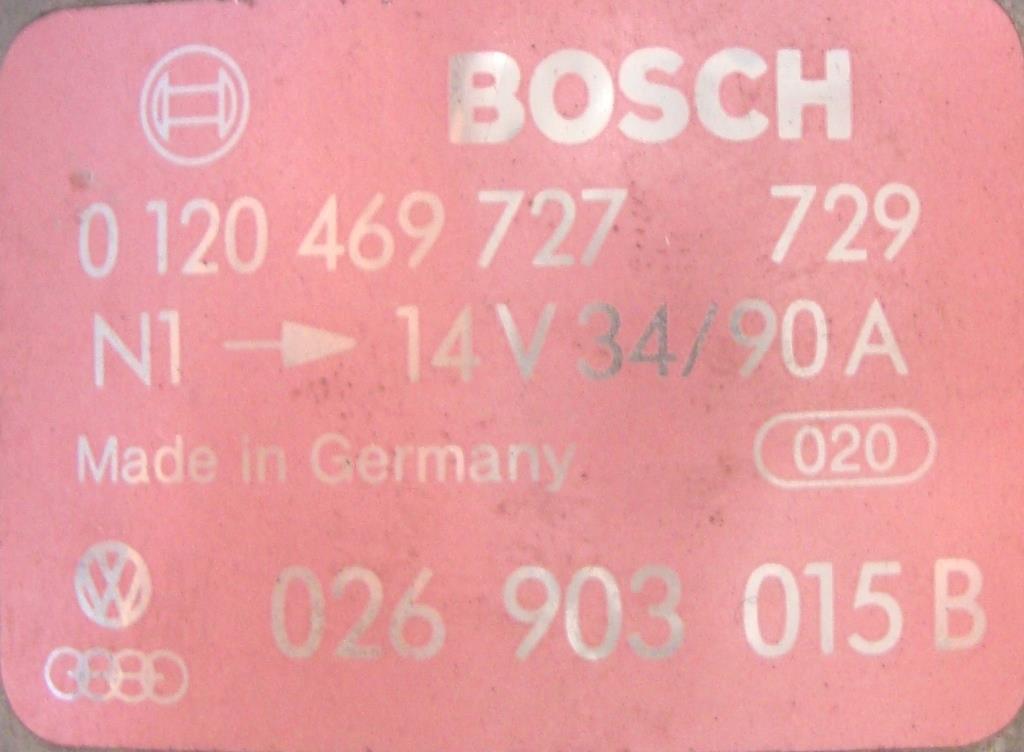 BOSCH
0 120 469 727 729
N1 → 14 V 34/90 A
Made in Germany 020
026 903 015 B